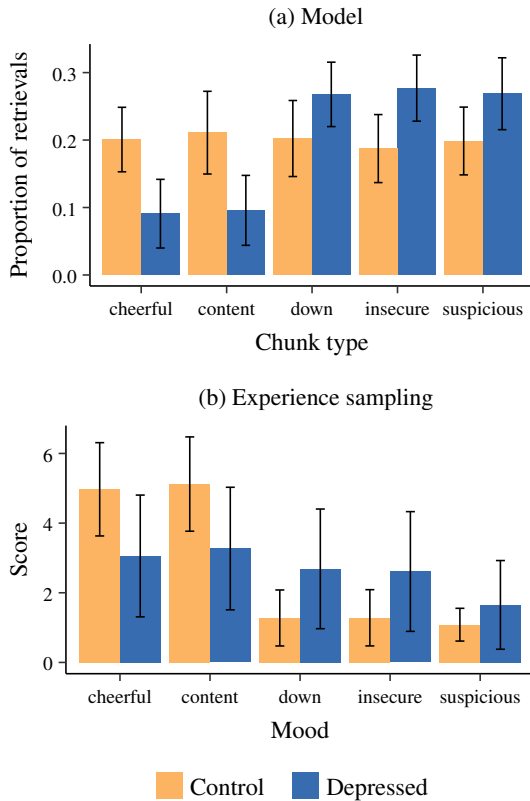 (a) Model
Proportion of retrievals
0.3
0.2
0.1
0.0
cheerful content down insecure suspicious
Chunk type
(b) Experience sampling
Score
6
4
2
0
cheerful content down insecure suspicious
Mood
Control Depressed